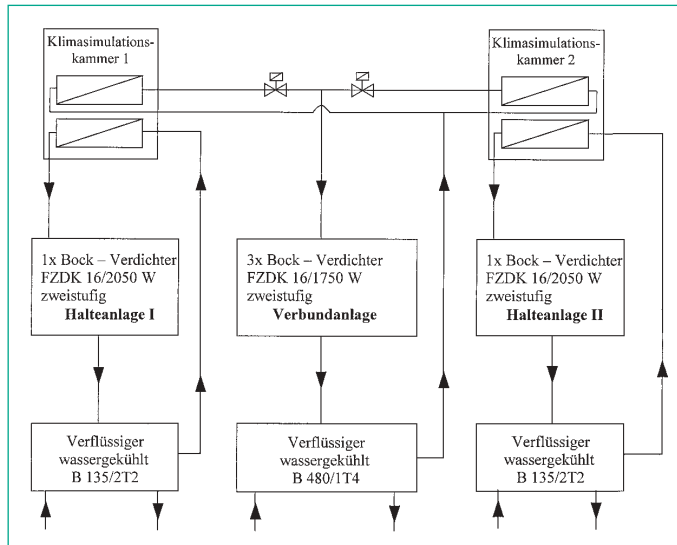 Klimasimulations-
kammer 1
Klimasimulations-
kammer 2
1x Bock – Verdichter
FZDK 16/2050 W
zweistufig
Halteanlage I
3x Bock – Verdichter
FZDK 16/1750 W
zweistufig
Verbundanlage
1x Bock – Verdichter
FZDK 16/2050 W
zweistufig
Halteanlage II
Verflüssiger
wassergekühlt
B 135/2T2
Verflüssiger
wassergekühlt
B 480/1T4
Verflüssiger
wassergekühlt
B 135/2T2